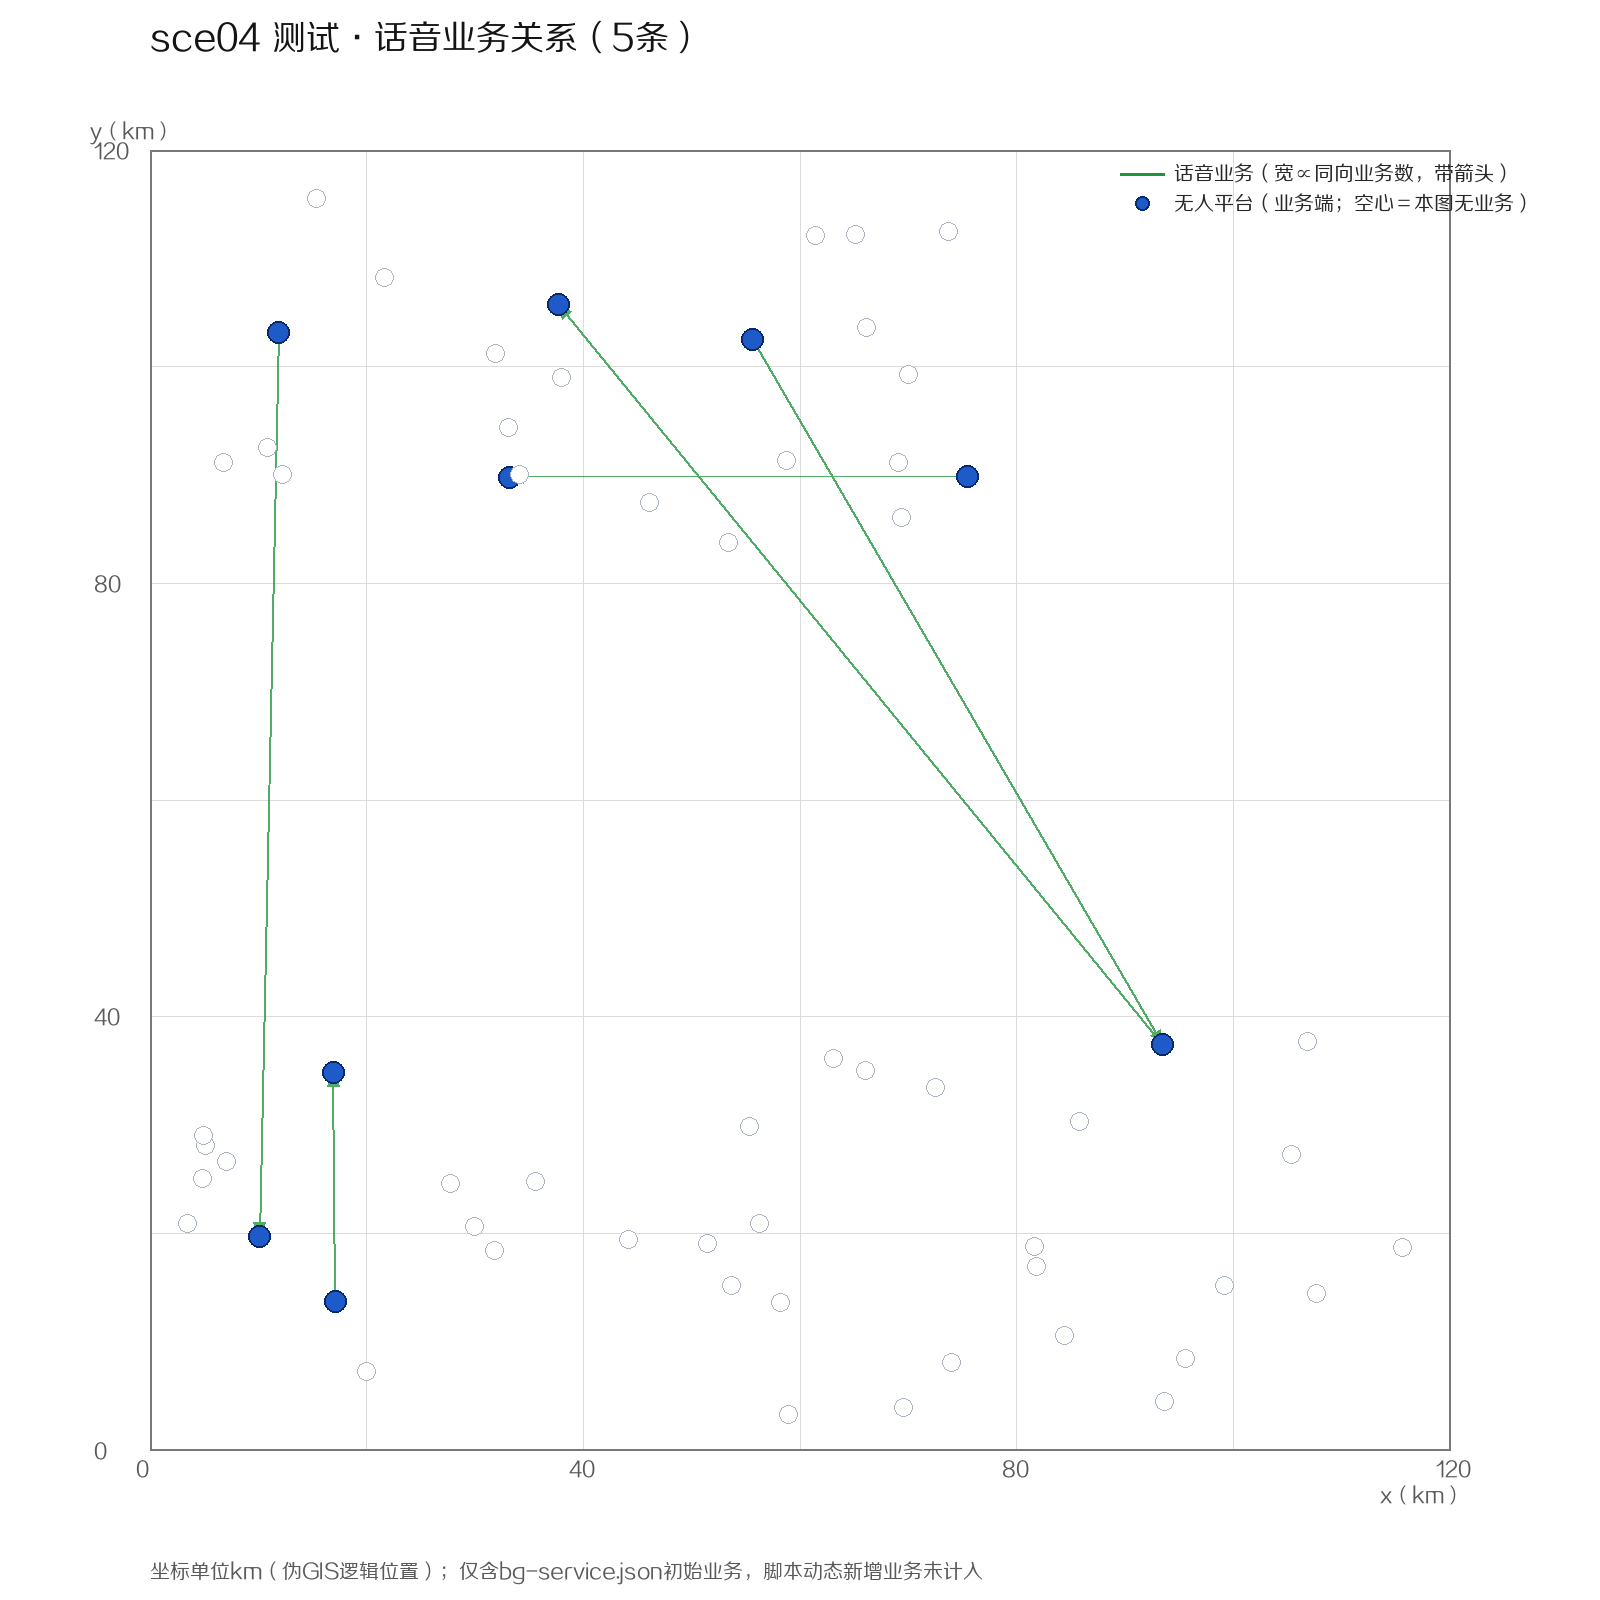 sce04 测试·话音业务关系（5条）
y（km）
120
话音业务（宽∝同向业务数，带箭头）
无人平台（业务端；空心＝本图无业务）
80
40
0
0 40 80 120
x（km）
坐标单位km（伪GIS逻辑位置）；仅含bg-service.json初始业务，脚本动态新增业务未计入